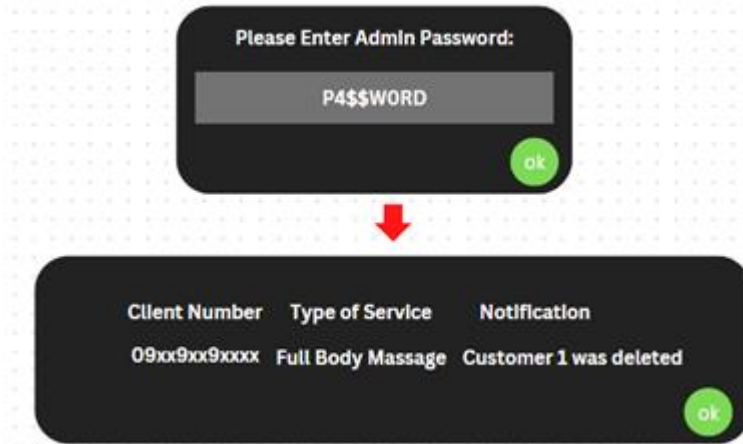 Please Enter Admin Password:
P4$$W0RD
ok
Client Number Type of Service Notification
09xx9xx9xxxx Full Body Massage Customer 1 was deleted
ok